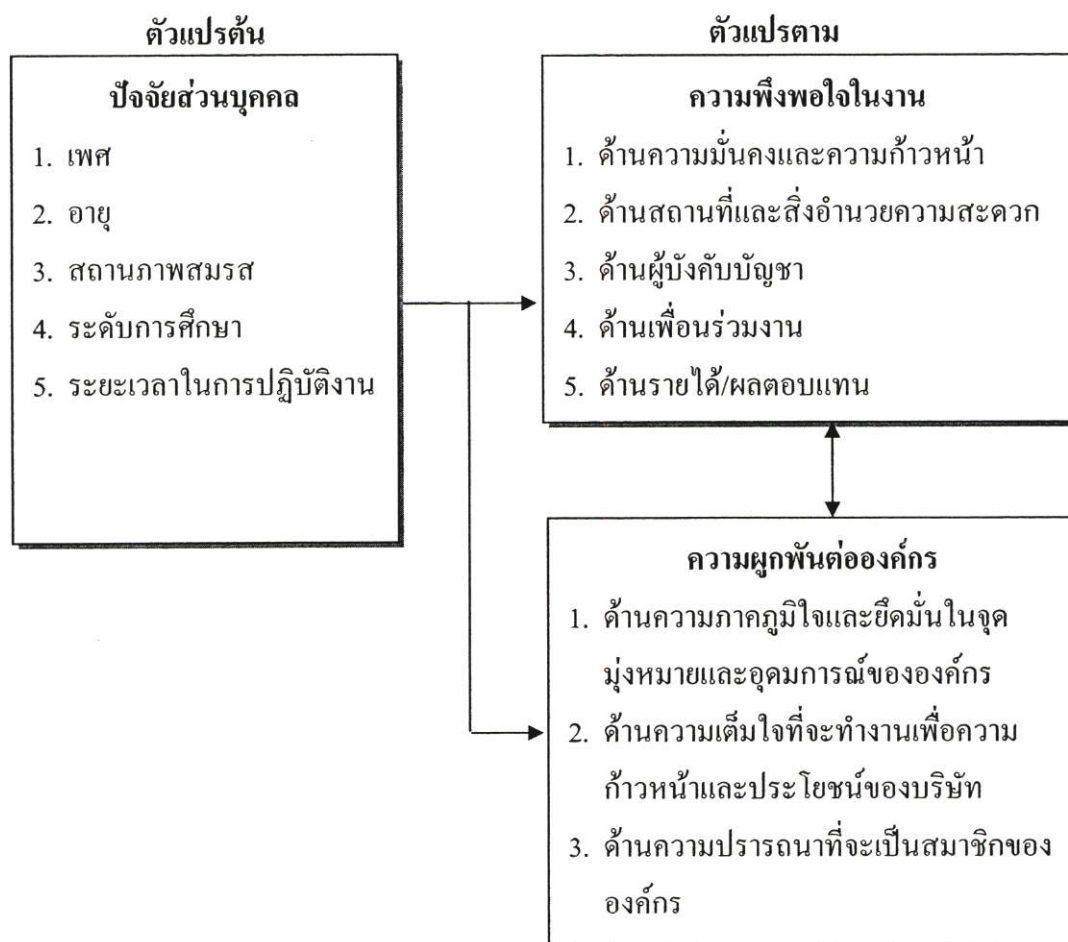 ตัวแปรต้น
ปัจจัยส่วนบุคคล
1. เพศ
2. อายุ
3. สถานภาพสมรส
4. ระดับการศึกษา
5. ระยะเวลาในการปฏิบัติงาน
ตัวแปรตาม
ความพึงพอใจในงาน
1. ด้านความมั่นคงและความก้าวหน้า
2. ด้านสถานที่และสิ่งอำนวยความสะดวก
3. ด้านผู้บังคับบัญชา
4. ด้านเพื่อนร่วมงาน
5. ด้านรายได้/ผลตอบแทน
ความผูกพันต่อองค์กร
1. ด้านความภาคภูมิใจและยึดมั่นในจุด
มุ่งหมายและอุดมการณ์ขององค์กร
2. ด้านความเต็มใจที่จะทำงานเพื่อความ
ก้าวหน้าและประโยชน์ของบริษัท
3. ด้านความปรารถนาที่จะเป็นสมาชิกของ
องค์กร